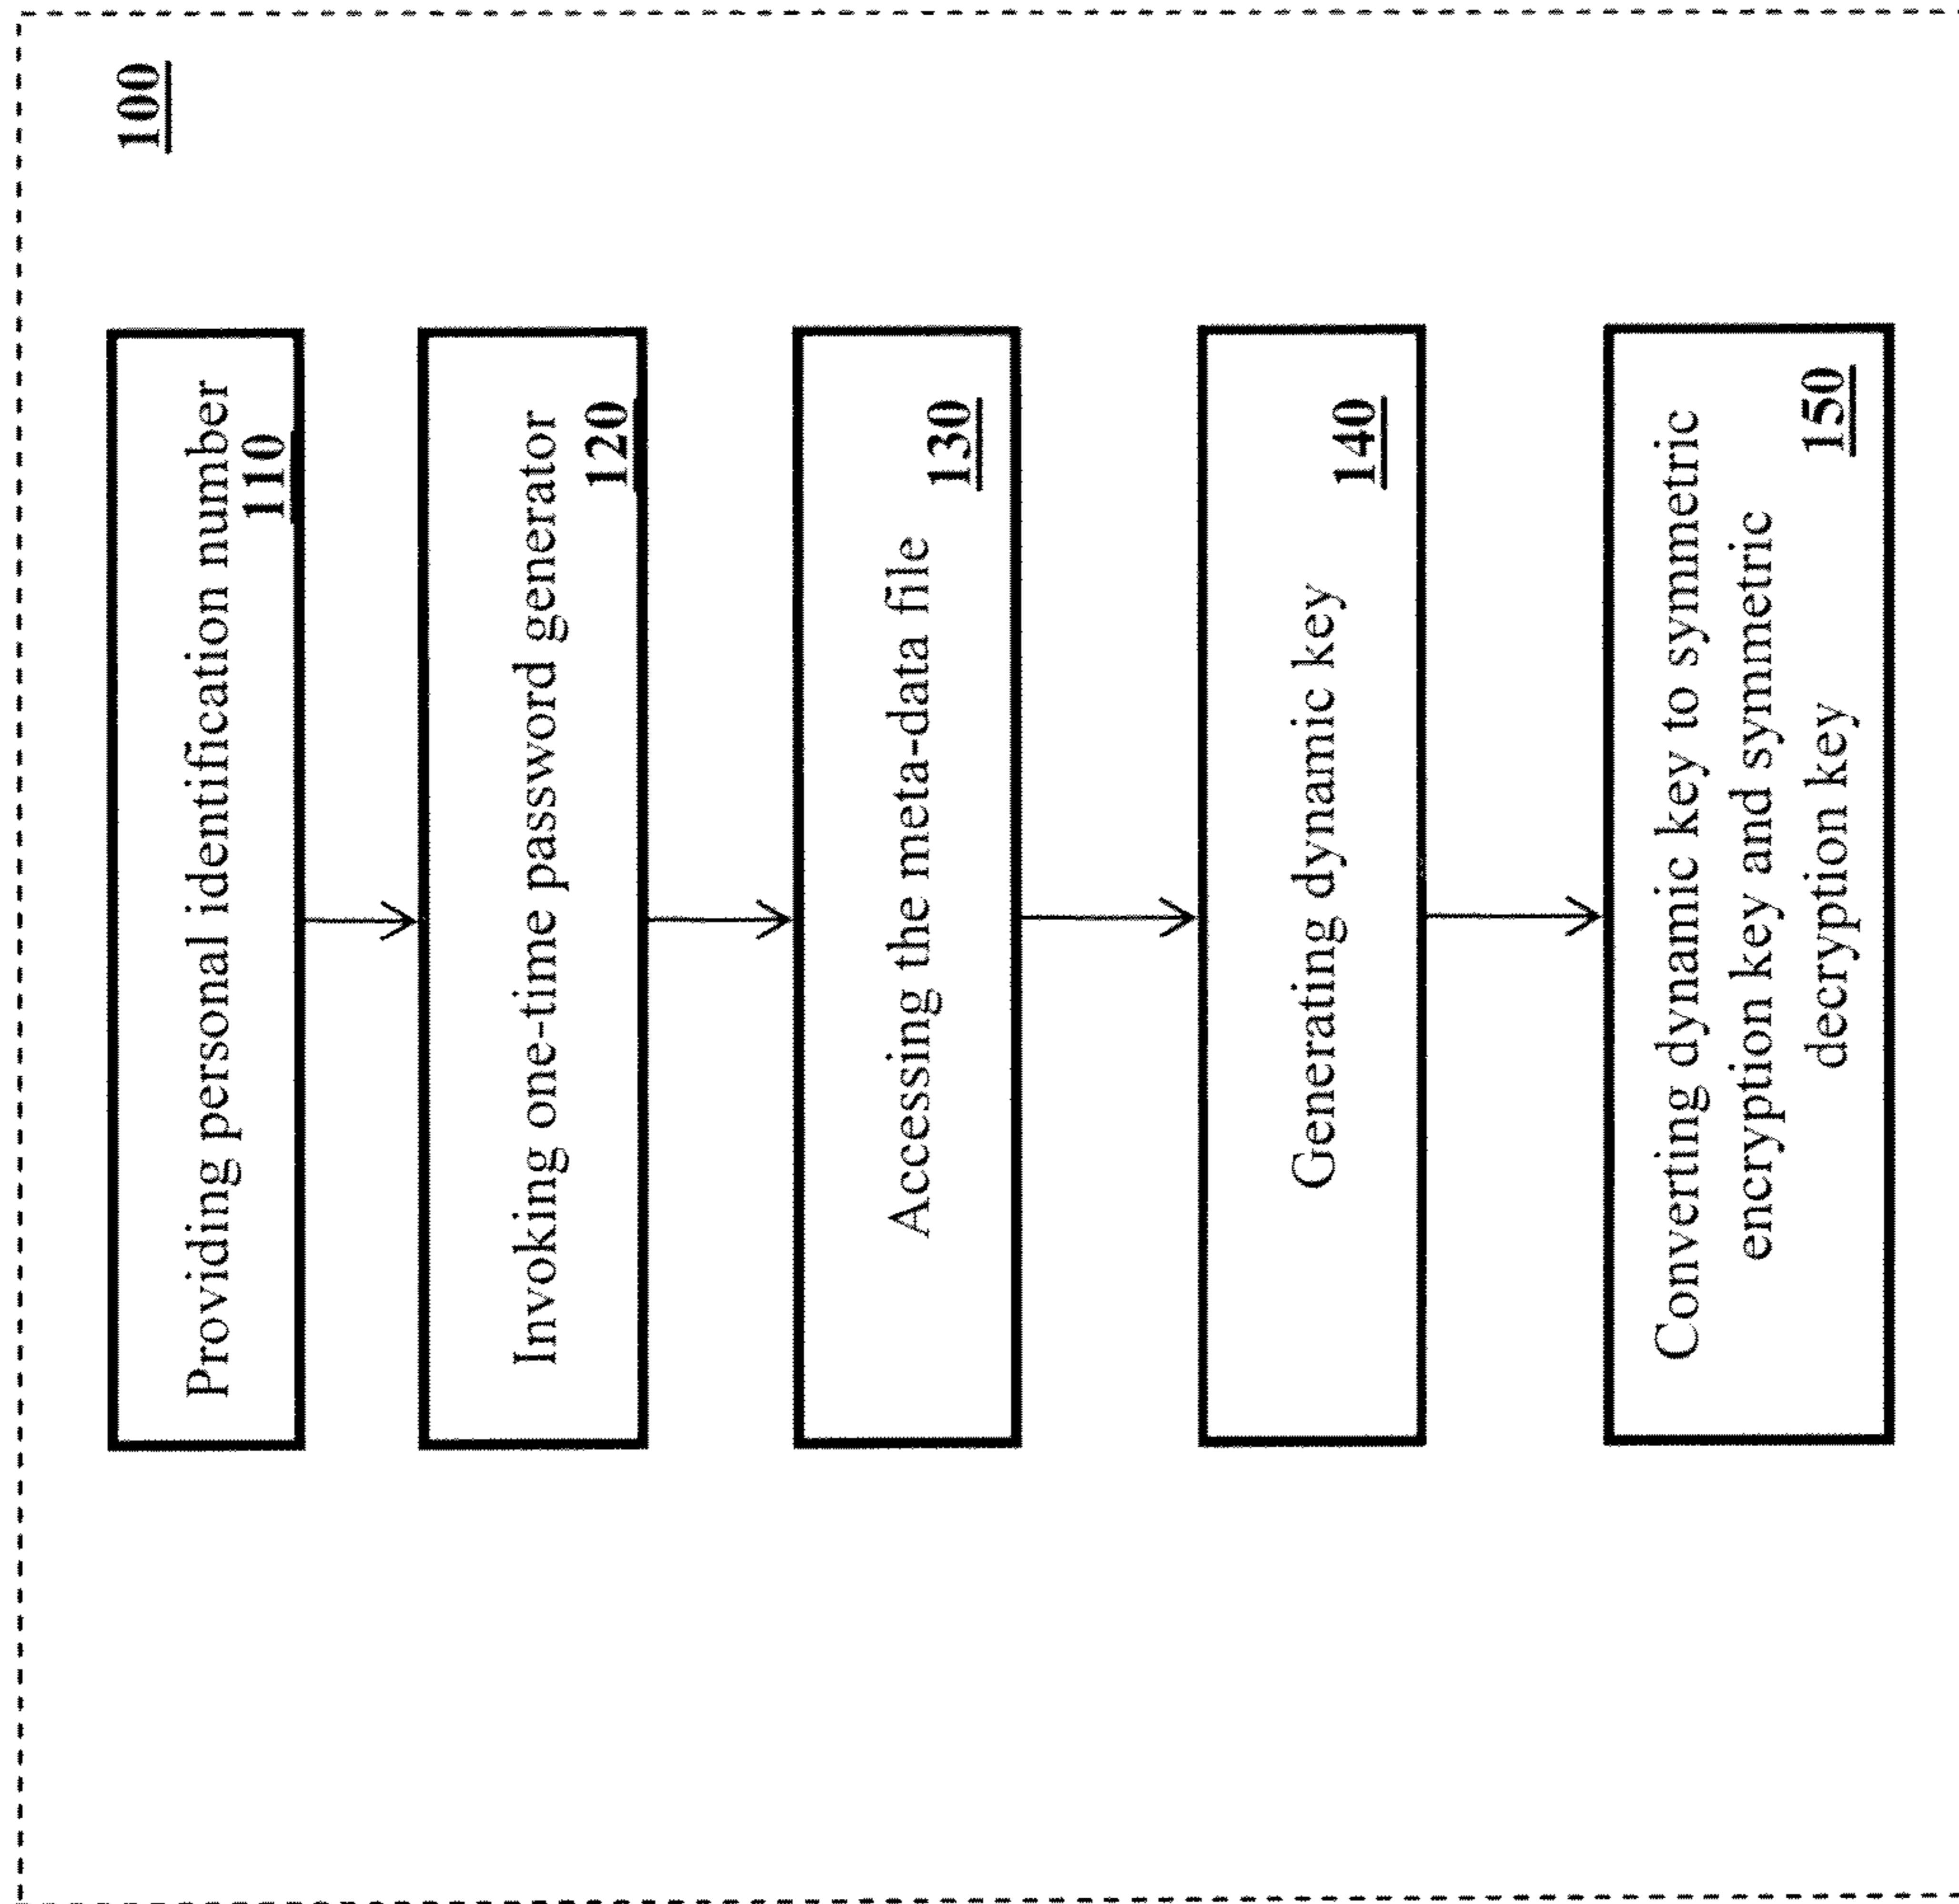 100
Providing personal identification number
110
Invoking one-time password generator
120
Accessing the meta-data file
130
Generating dynamic key
140
Converting dynamic key to symmetric
encryption key and symmetric
decryption key
150